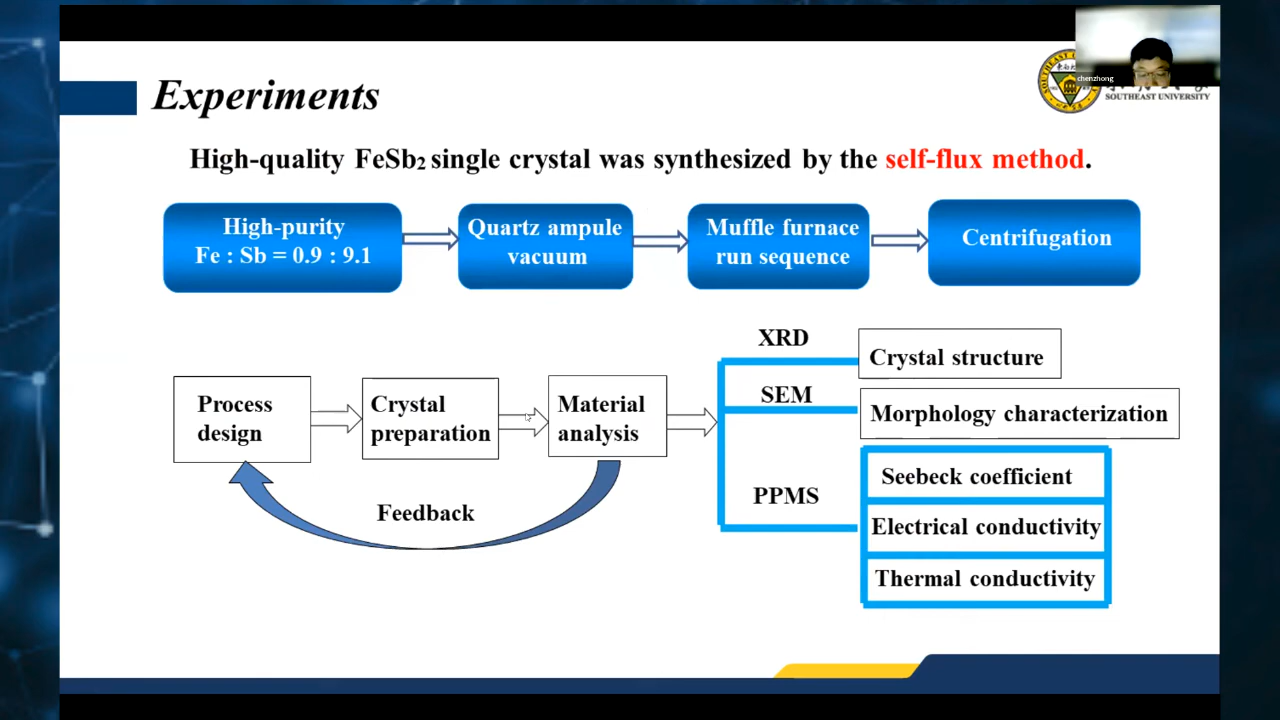 chenzhong
SOUTHEAST UNIVERSITY
Experiments
High-quality FeSb₂ single crystal was synthesized by the self-flux method.
High-purity
Fe : Sb = 0.9 : 9.1
Quartz ampule
vacuum
Muffle furnace
run sequence
Centrifugation
Process
design
Crystal
preparation
Material
analysis
Feedback
XRD
SEM
PPMS
Crystal structure
Morphology characterization
Seebeck coefficient
Electrical conductivity
Thermal conductivity